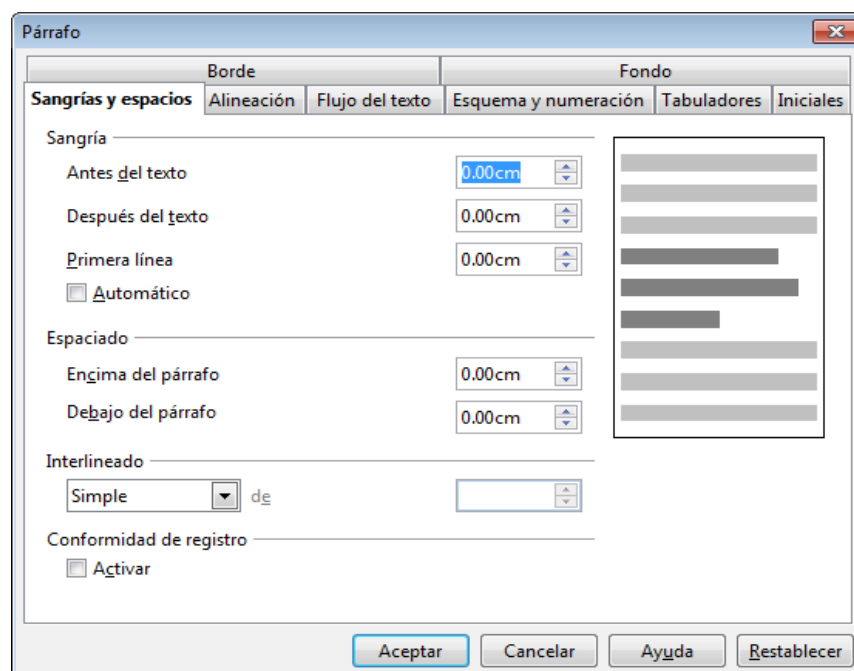 Párrafo
Borde Fondo
Sangrías y espacios Alineación Flujo del texto Esquema y numeración Tabuladores Iniciales
Sangría
Antes del texto 0.00cm
Después del texto 0.00cm
Primera línea 0.00cm
Automático
Espaciado
Encima del párrafo 0.00cm
Debajo del párrafo 0.00cm
Interlineado
Simple de
Conformidad de registro
Activar
Aceptar Cancelar Ayuda Restablecer